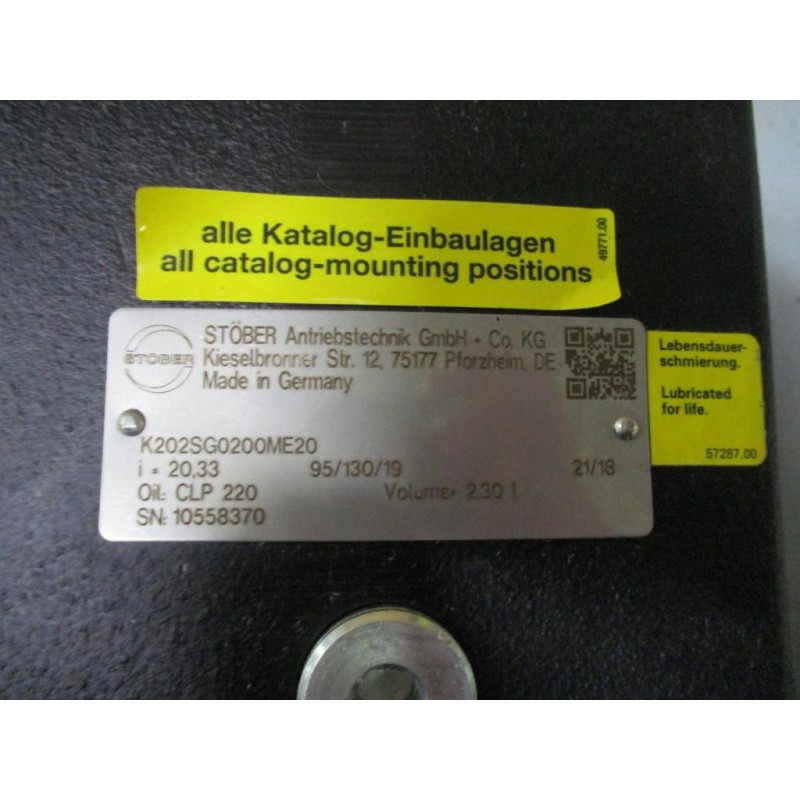 alle Katalog-Einbaulagen
all catalog-mounting positions
49771.00
STÖBER
STÖBER Antriebstechnik GmbH + Co. KG
Kieselbronner Str. 12, 75177 Pforzheim, DE
Made in Germany
K202SG0200ME20
i = 20,33 95/130/19 21/18
Oil: CLP 220 Volume= 2,30 l
SN: 10558370
Lebensdauer-
schmierung.
Lubricated
for life.
57287.00